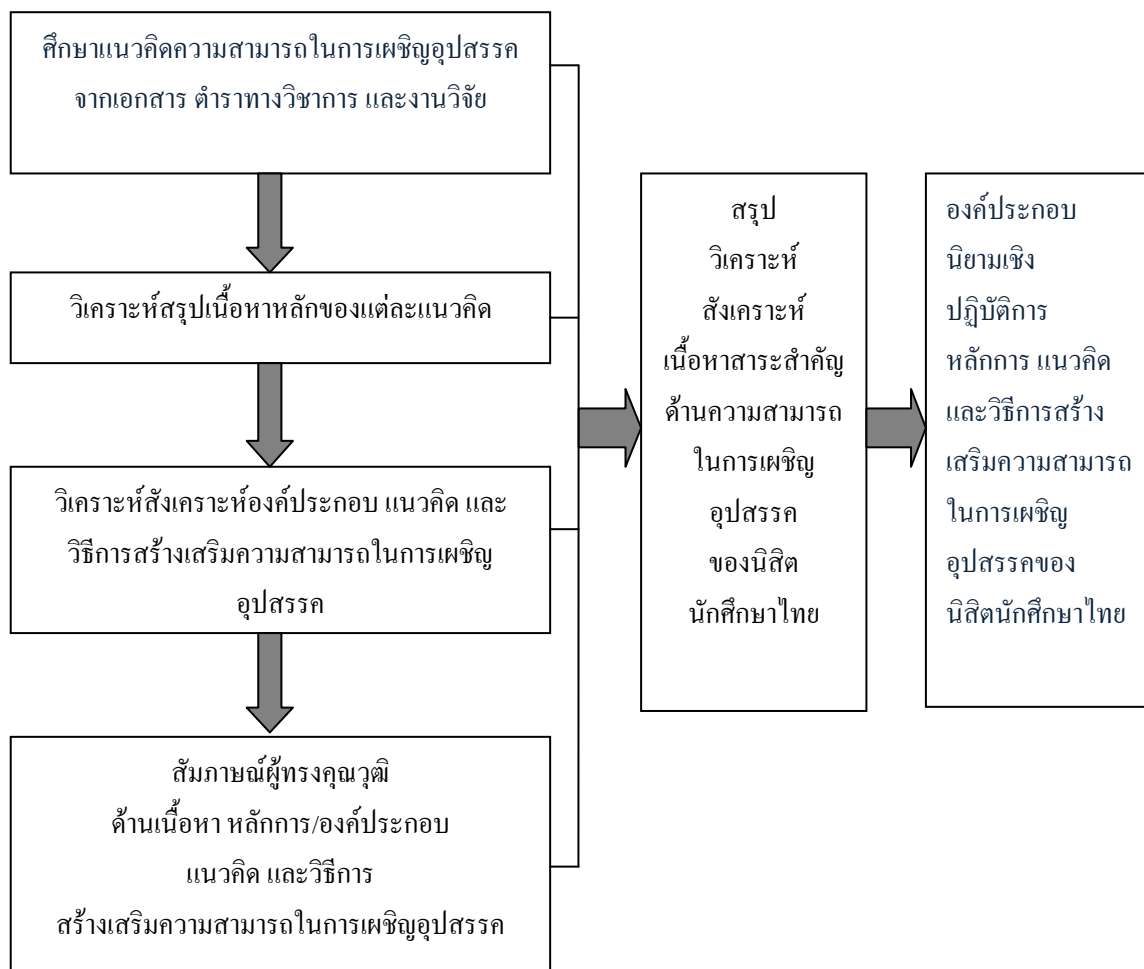 ศึกษาแนวคิดความสามารถในการเผชิญอุปสรรค
จากเอกสาร ตำราทางวิชาการ และงานวิจัย
วิเคราะห์สรุปเนื้อหาหลักของแต่ละแนวคิด
วิเคราะห์สังเคราะห์องค์ประกอบ แนวคิด และ
วิธีการสร้างเสริมความสามารถในการเผชิญ
อุปสรรค
สัมภาษณ์ผู้ทรงคุณวุฒิ
ด้านเนื้อหา หลักการ/องค์ประกอบ
แนวคิด และวิธีการ
สร้างเสริมความสามารถในการเผชิญอุปสรรค
สรุป
วิเคราะห์
สังเคราะห์
เนื้อหาสาระสำคัญ
ด้านความสามารถ
ในการเผชิญ
อุปสรรค
ของนิสิต
นักศึกษาไทย
องค์ประกอบ
นิยามเชิง
ปฏิบัติการ
หลักการ แนวคิด
และวิธีการสร้าง
เสริมความสามารถ
ในการเผชิญ
อุปสรรคของ
นิสิตนักศึกษาไทย